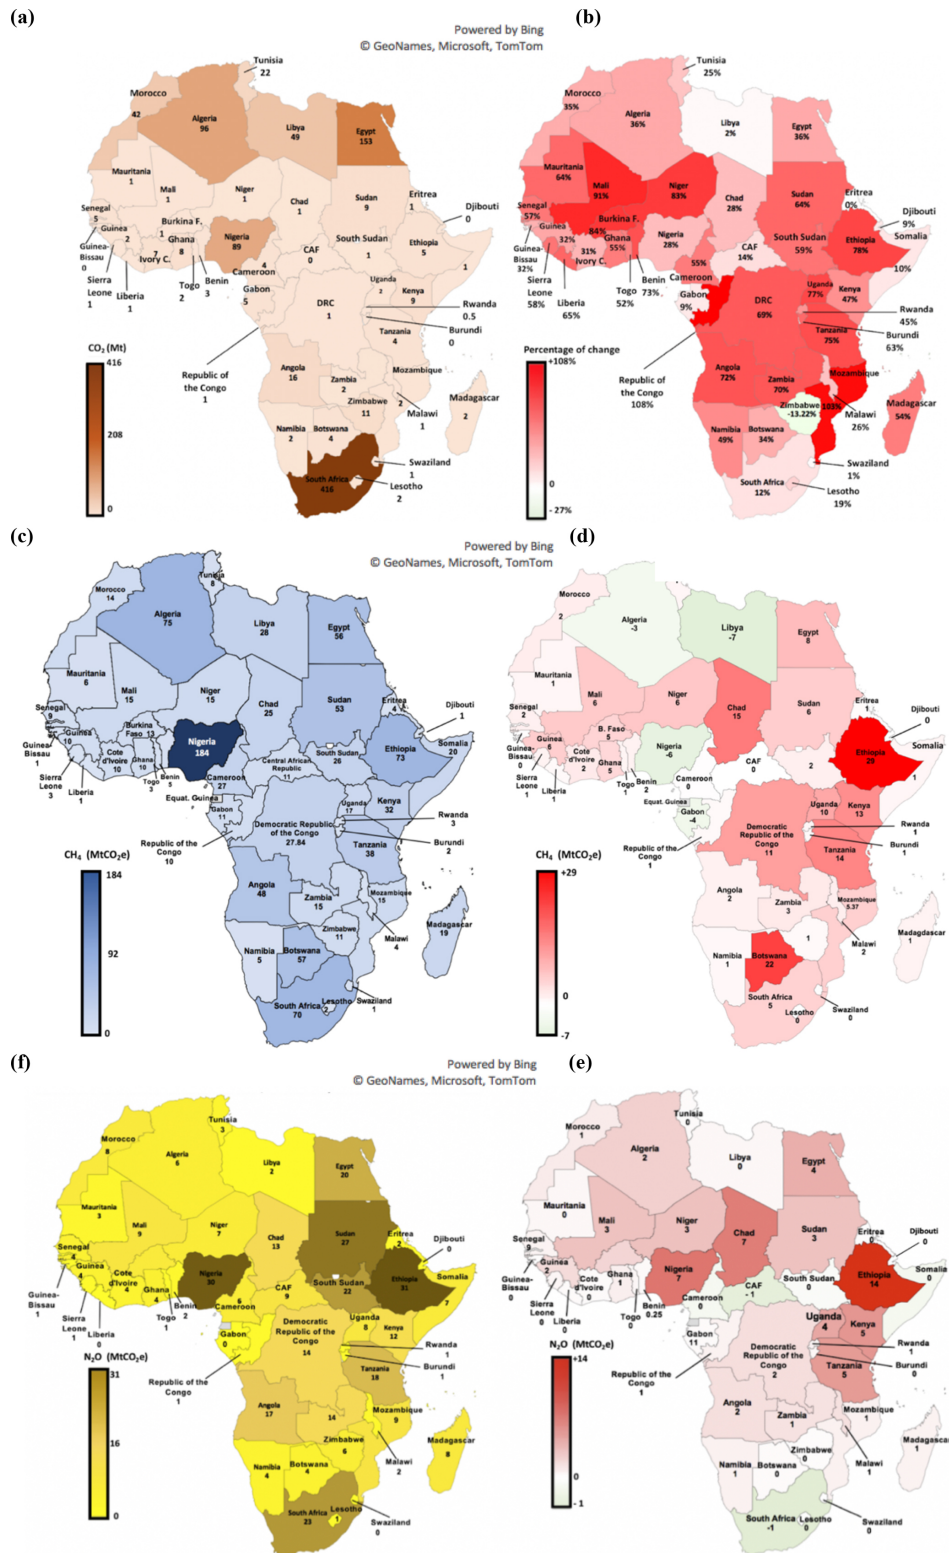 (a)
(b)
Powered by Bing
© GeoNames, Microsoft, TomTom
Tunisia
22
Morocco
42
Algeria
96
Libya
49
Egypt
153
Mauritania
1
Mali
1
Niger
1
Chad
1
Sudan
9
Eritrea
1
Djibouti
0
Senegal
5
Guinea
2
Burkina F.
1
Ghana
8
Nigeria
89
CAF
0
South Sudan
1
Ethiopia
5
1
Guinea-
Bissau
0
Sierra
Leone
1
Liberia
1
7
Ivory C.
Togo
2
Benin
3
4
Cameroon
Gabon
5
DRC
1
Uganda
2
Kenya
9
Rwanda
0.5
Burundi
0
Tanzania
4
Republic of
the Congo
1
Angola
16
Zambia
2
Mozambique
2
Malawi
1
Madagascar
2
Zimbabwe
11
Namibia
2
Botswana
4
Swaziland
1
South Africa
416
Lesotho
2
CO2 (Mt)
416
208
0
Tunisia
25%
Morocco
35%
Algeria
36%
Libya
2%
Egypt
36%
Mauritania
64%
Mali
91%
Niger
83%
Chad
28%
Sudan
64%
Eritrea
0%
Djibouti
9%
Somalia
10%
Senegal
57%
Guinea
32%
Burkina F.
84%
Ghana
55%
31%
Ivory C.
Nigeria
28%
CAF
14%
South Sudan
59%
Ethiopia
78%
Guinea-
Bissau
32%
Sierra
Leone
58%
Liberia
65%
Togo
52%
Benin
73%
55%
Cameroon
Gabon
9%
DRC
69%
Uganda
77%
Kenya
47%
Rwanda
45%
Burundi
63%
Tanzania
75%
Republic of
the Congo
108%
Angola
72%
Zambia
70%
Mozambique
103%
Malawi
26%
Madagascar
54%
Zimbabwe
-13.22%
Namibia
49%
Botswana
34%
Swaziland
1%
South Africa
12%
Lesotho
19%
Percentage of change
+108%
0
- 27%
(c)
(d)
Powered by Bing
© GeoNames, Microsoft, TomTom
Tunisia
8
Morocco
14
Algeria
75
Libya
28
Egypt
56
Mauritania
6
Mali
15
Niger
15
Chad
25
Sudan
53
Eritrea
4
Djibouti
1
Somalia
20
Senegal
9
Guinea
10
Burkina
Faso 13
Cote
d'Ivoire
10
Ghana
10
Nigeria
184
Central African
Republic
11
South Sudan
26
Ethiopia
73
Guinea-
Bissau
1
Sierra
Leone
3
Liberia
1
Togo
3
Benin
5
Cameroon
27
Equat. Guinea
Gabon
11
Democratic Republic
of the Congo
27.84
Uganda
17
Kenya
32
Rwanda
3
Burundi
2
Tanzania
38
Republic of the
Congo
10
Angola
48
Zambia
15
Mozambique
15
Malawi
4
Madagascar
19
Zimbabwe
11
Namibia
5
Botswana
57
South Africa
70
Lesotho
2
Swaziland
1
CH4 (MtCO2e)
184
92
0
Morocco
2
Algeria
-3
Libya
-7
Egypt
8
Mauritania
1
Mali
6
Niger
6
Chad
15
Sudan
6
Eritrea
1
Djibouti
0
Somalia
1
Senegal
2
Guinea
6
B. Faso
5
Cote
d'Ivoire
2
Ghana
5
Nigeria
-6
CAF
0
2
Ethiopia
29
Guinea-
Bissau
0
Sierra
Leone
1
Liberia
1
Togo
1
Benin
2
Cameroon
0
Equat. Guinea
Gabon
-4
Democratic
Republic of the
Congo
11
Uganda
10
Kenya
13
Rwanda
1
Burundi
1
Tanzania
14
Republic of the
Congo
1
Angola
2
Zambia
3
Mozambique
5.37
Malawi
2
Madagdascar
1
1
Namibia
1
Botswana
22
South Africa
5
Lesotho
0
Swaziland
0
CH4 (MtCO2e)
+29
0
-7
(f)
(e)
Powered by Bing
© GeoNames, Microsoft, TomTom
Tunisia
3
Morocco
8
Algeria
6
Libya
2
Egypt
20
Mauritania
3
Mali
9
Niger
7
Chad
13
Sudan
27
Eritrea
2
Djibouti
0
Somalia
7
Senegal
4
Guinea
4
Cote
d'Ivoire
4
Ghana
4
Nigeria
30
CAF
9
South Sudan
22
Ethiopia
31
Guinea-
Bissau
1
Sierra
Leone
1
Liberia
0
Togo
1
Benin
2
6
Cameroon
Gabon
0
Democratic
Republic of the
Congo
14
Uganda
8
Kenya
12
Rwanda
1
Burundi
1
Tanzania
18
Republic of the
Congo
1
Angola
17
14
Mozambique
9
Malawi
2
Madagascar
8
Zimbabwe
6
Namibia
4
Botswana
4
South Africa
23
Lesotho
1
Swaziland
0
N2O (MtCO2e)
31
16
0
Tunisia
0
Morocco
1
Algeria
2
Libya
0
Egypt
4
Mauritania
0
Mali
3
Niger
3
Chad
7
Sudan
3
Eritrea
0
Djibouti
0
Somalia
0
Senegal
9
Guinea
2
Cote
d'Ivoire
0
Ghana
1
Nigeria
7
CAF
- 1
South Sudan
0
Ethiopia
14
Guinea-
Bissau
0
Sierra
Leone
0
Liberia
0
Togo
0
Benin
0.25
Cameroon
0
Gabon
11
Democratic
Republic of the
Congo
2
Uganda
4
Kenya
5
Rwanda
1
Burundi
0
Tanzania
5
Republic of the
Congo
1
Angola
2
Zambia
1
Mozambique
1
Malawi
1
Madagascar
1
Zimbabwe
0
Namibia
1
Botswana
0
South Africa
-1
Lesotho
0
Swaziland
0
N2O (MtCO2e)
+14
0
- 1